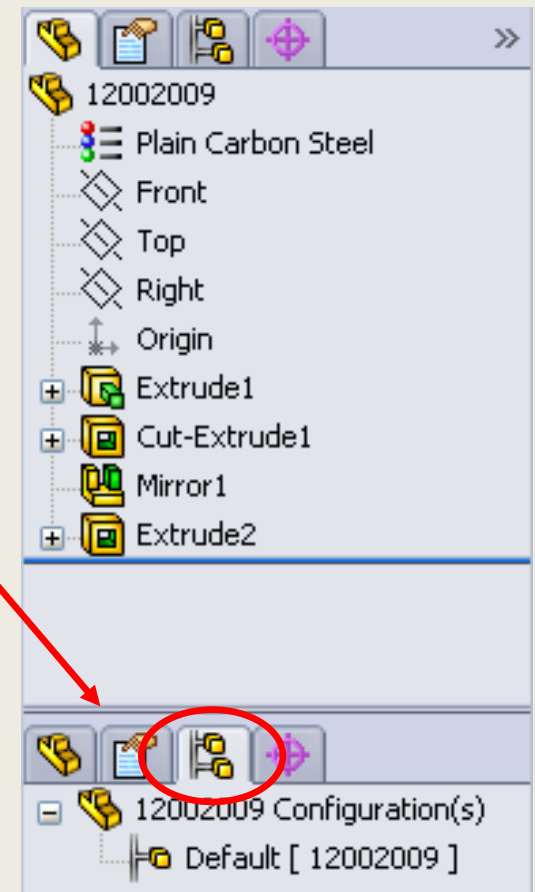 12002009
Plain Carbon Steel
Front
Top
Right
Origin
Extrude1
Cut-Extrude1
Mirror1
Extrude2
12002009 Configuration(s)
Default [ 12002009 ]